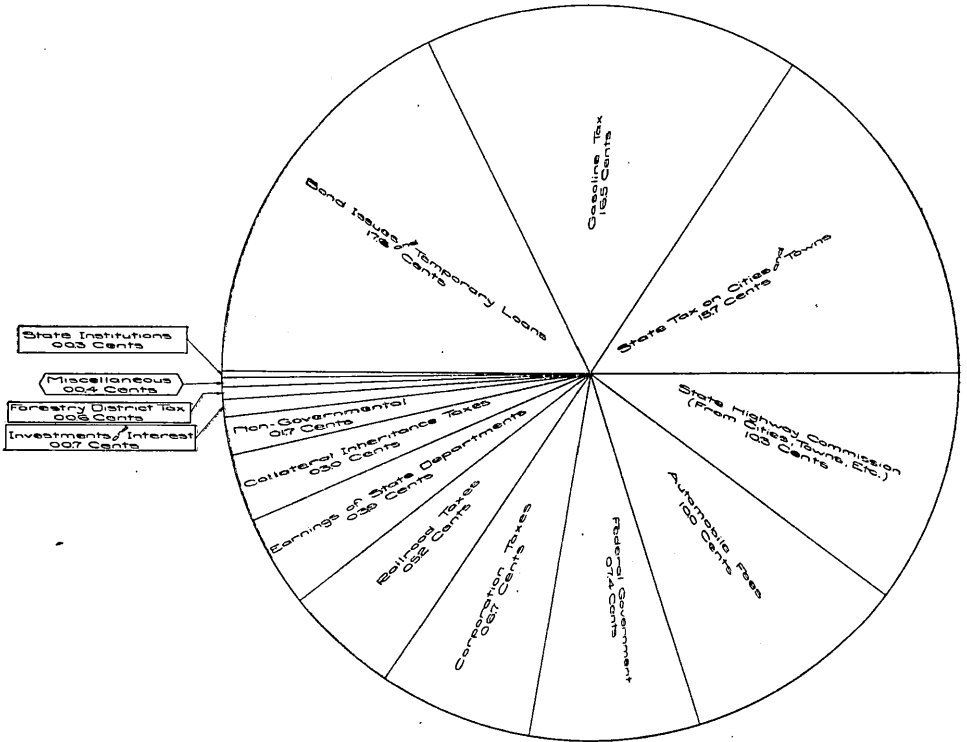 Gasoline Tax
16.5 Cents
Bond Issues & Temporary Loans
17.6 Cents
State Tax on Cities and Towns
15.7 Cents
State Institutions
00.3 Cents
Miscellaneous
00.4 Cents
Forestry District Tax
00.6 Cents
Investments & Interest
00.7 Cents
Non-Governmental
01.7 Cents
Collateral Inheritance Taxes
03.0 Cents
Earnings of State Departments
03.9 Cents
Railroad Taxes
05.2 Cents
Corporation Taxes
06.7 Cents
Federal Government
07.4 Cents
Automobile Fees
10.0 Cents
State Highway Commission
(From Cities, Towns, Etc.)
10.3 Cents